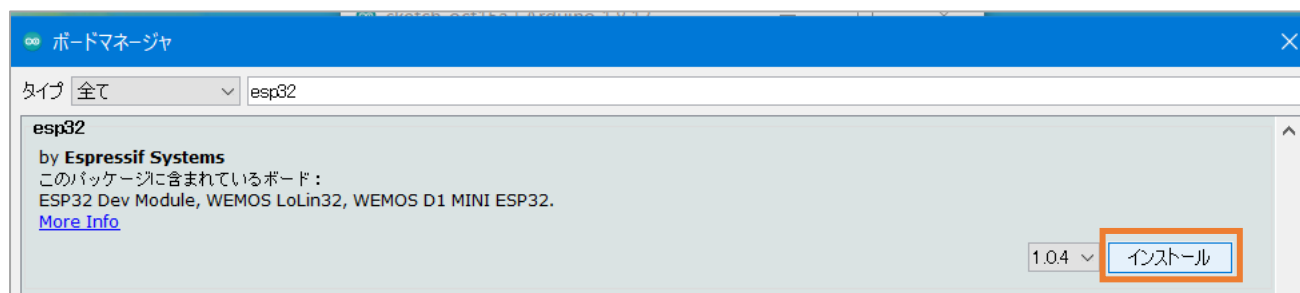 ボードマネージャ
タイプ 全て esp32
esp32
by Espressif Systems
このパッケージに含まれているボード：
ESP32 Dev Module, WEMOS LoLin32, WEMOS D1 MINI ESP32.
More Info
1.0.4 インストール